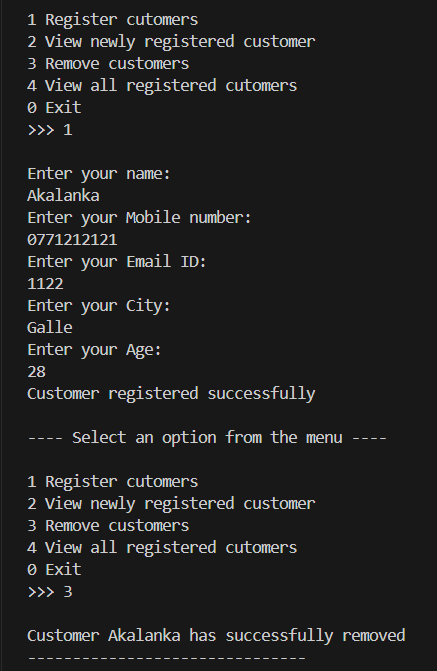 1 Register cutomers
2 View newly registered customer
3 Remove customers
4 View all registered cutomers
0 Exit
>>> 1
Enter your name:
Akalanka
Enter your Mobile number:
0771212121
Enter your Email ID:
1122
Enter your City:
Galle
Enter your Age:
28
Customer registered successfully
---- Select an option from the menu ----
1 Register cutomers
2 View newly registered customer
3 Remove customers
4 View all registered cutomers
0 Exit
>>> 3
Customer Akalanka has successfully removed
-------------------------------